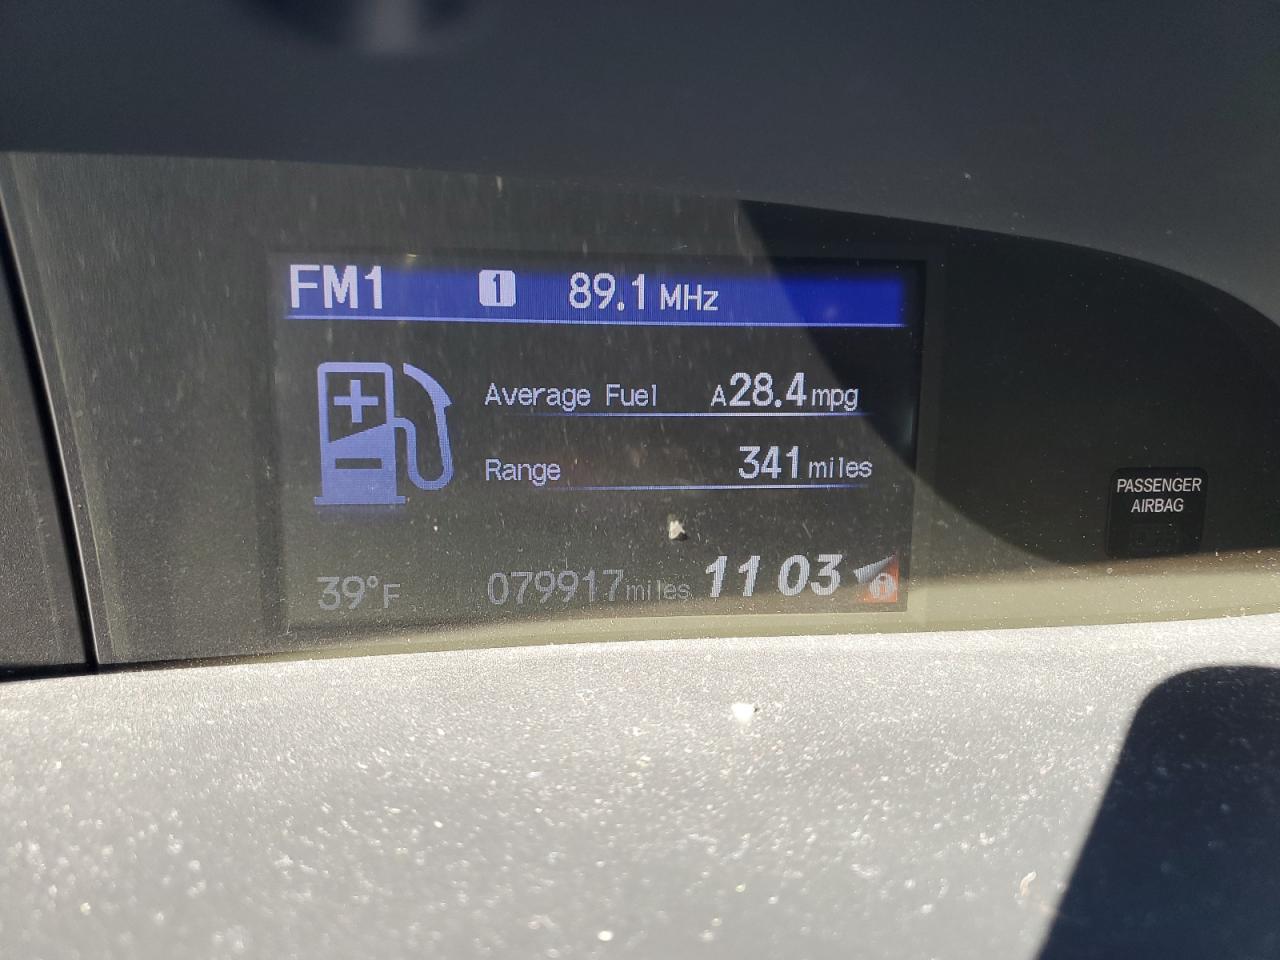 FM1 1 89.1 MHz
Average Fuel A28.4 mpg
Range 341 miles
39°F 079917 miles 11 03 i
PASSENGER
AIRBAG